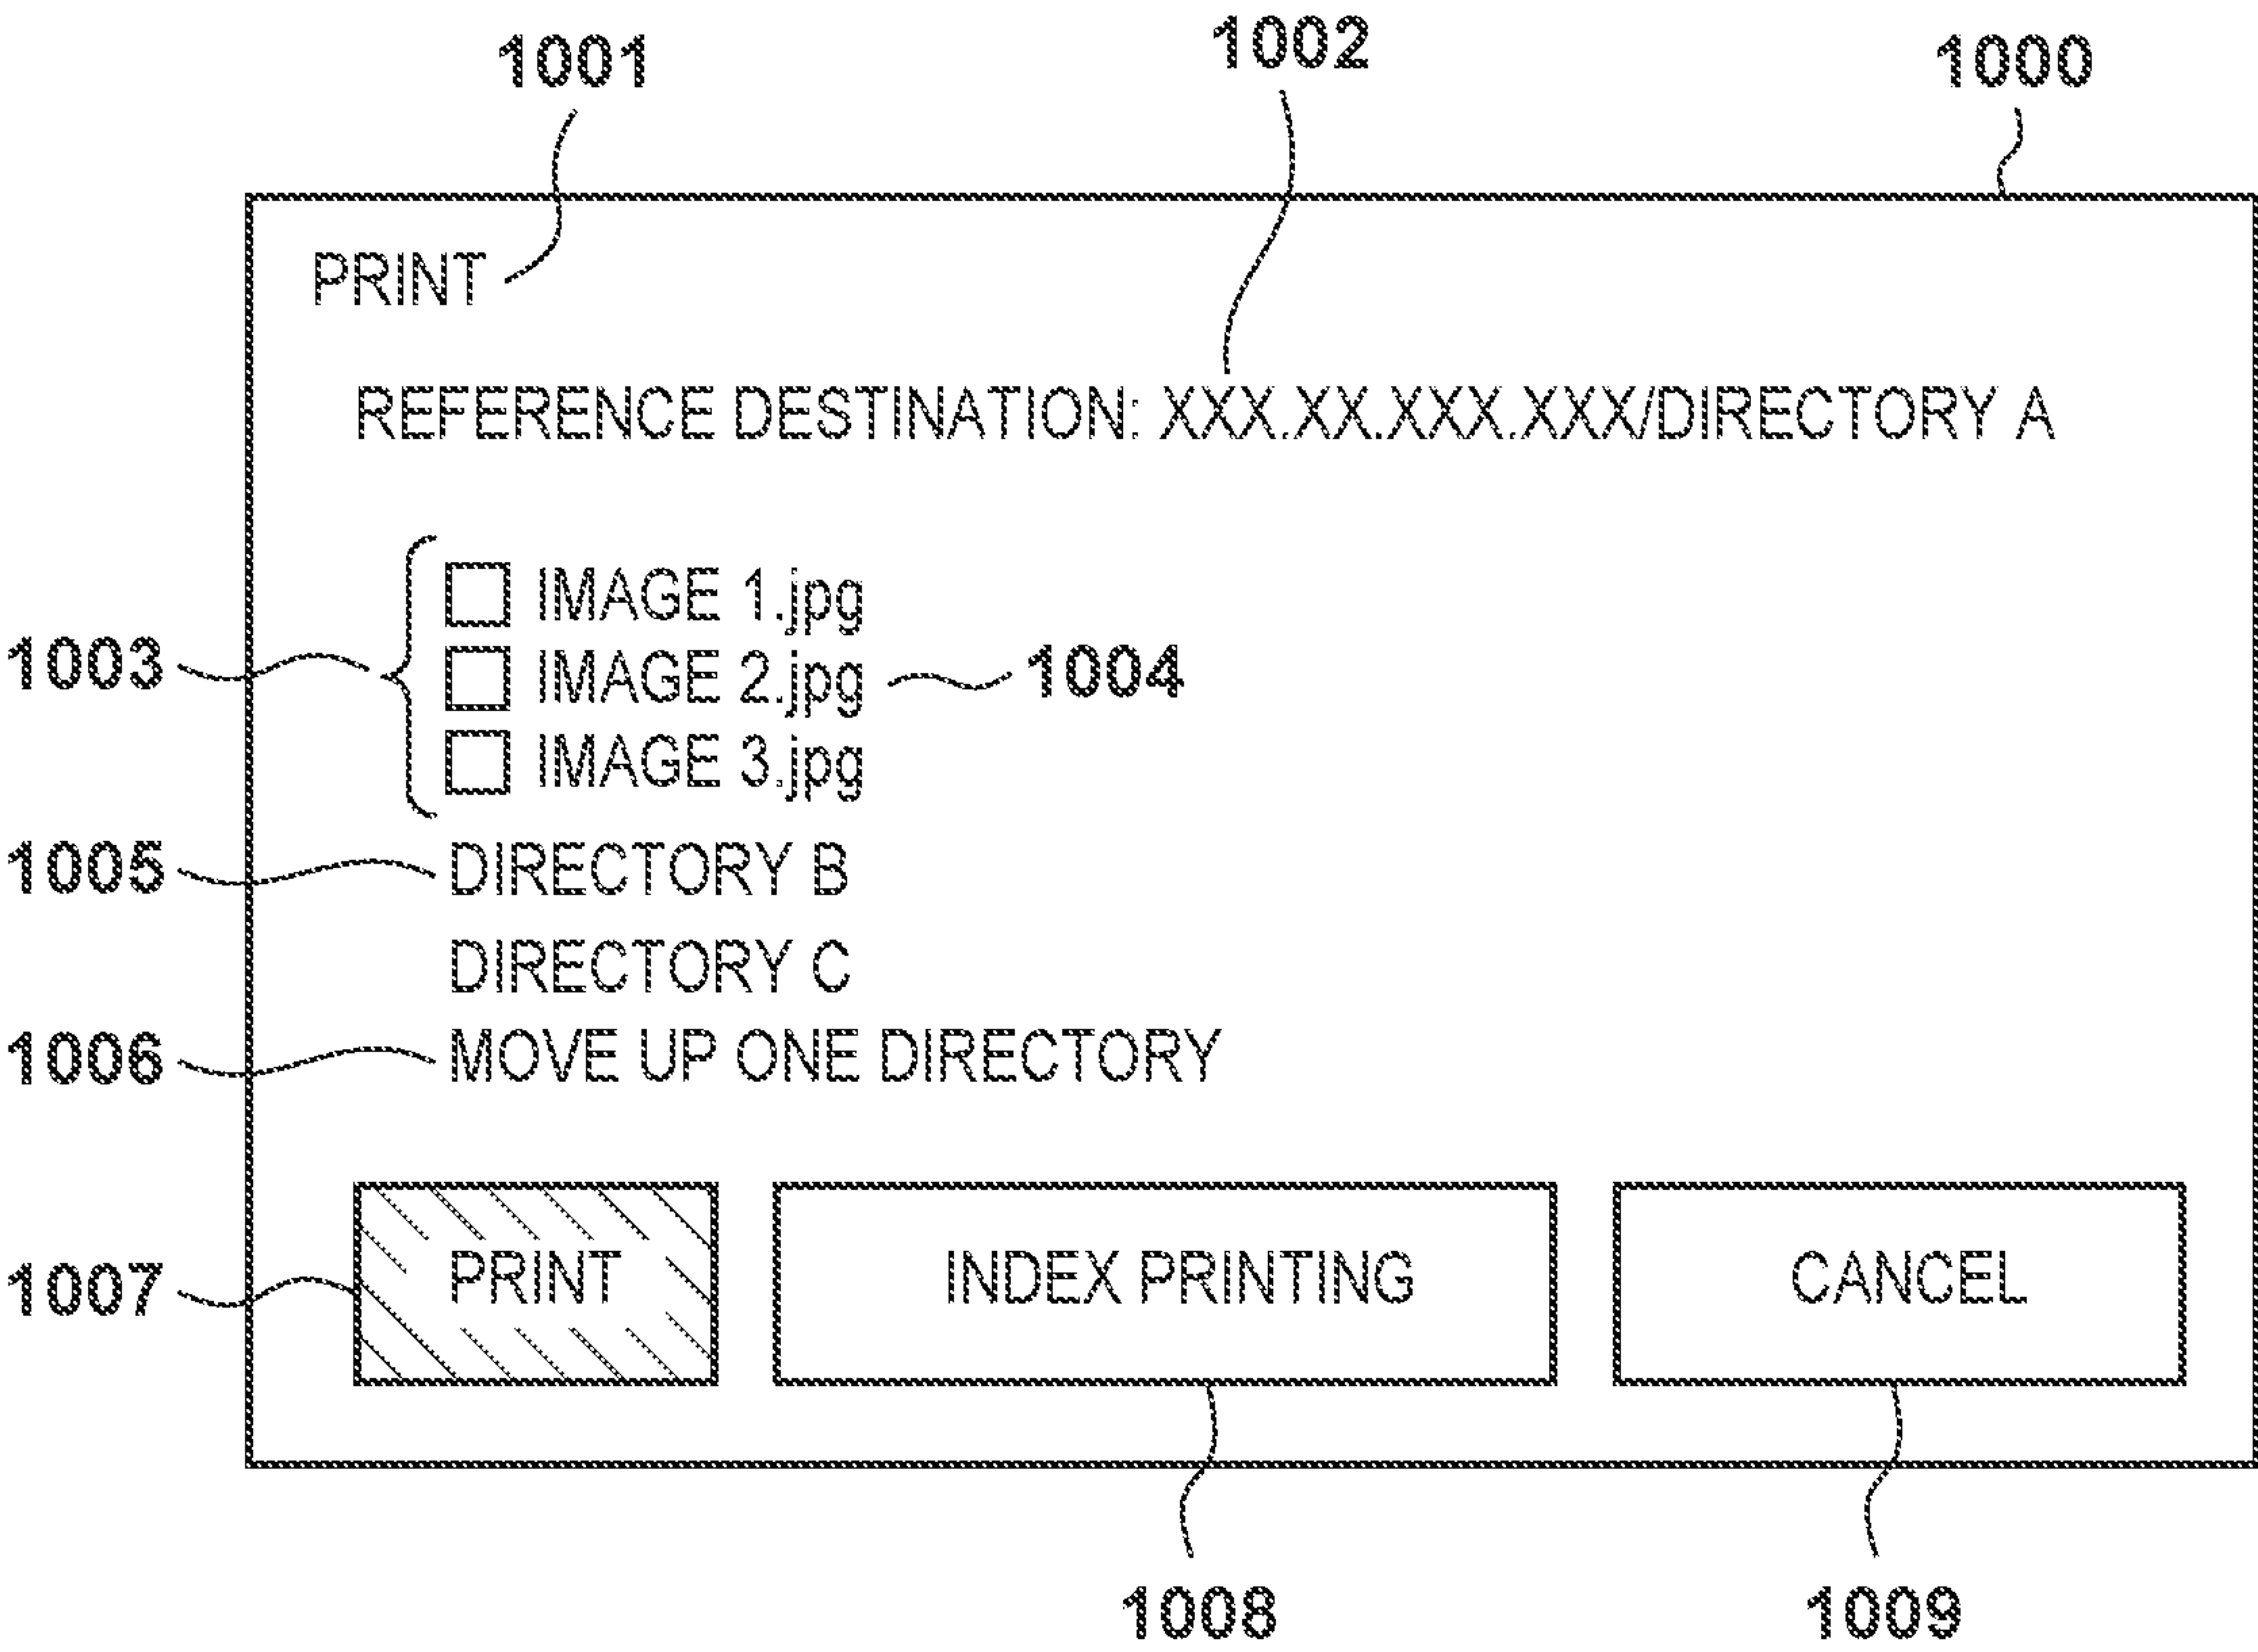 1001 1002 1000
PRINT
REFERENCE DESTINATION: XXX.XX.XXX.XXX/DIRECTORY A
IMAGE 1.jpg
1003 IMAGE 2.jpg 1004
IMAGE 3.jpg
1005 DIRECTORY B
DIRECTORY C
1006 MOVE UP ONE DIRECTORY
1007 PRINT INDEX PRINTING CANCEL
1008 1009